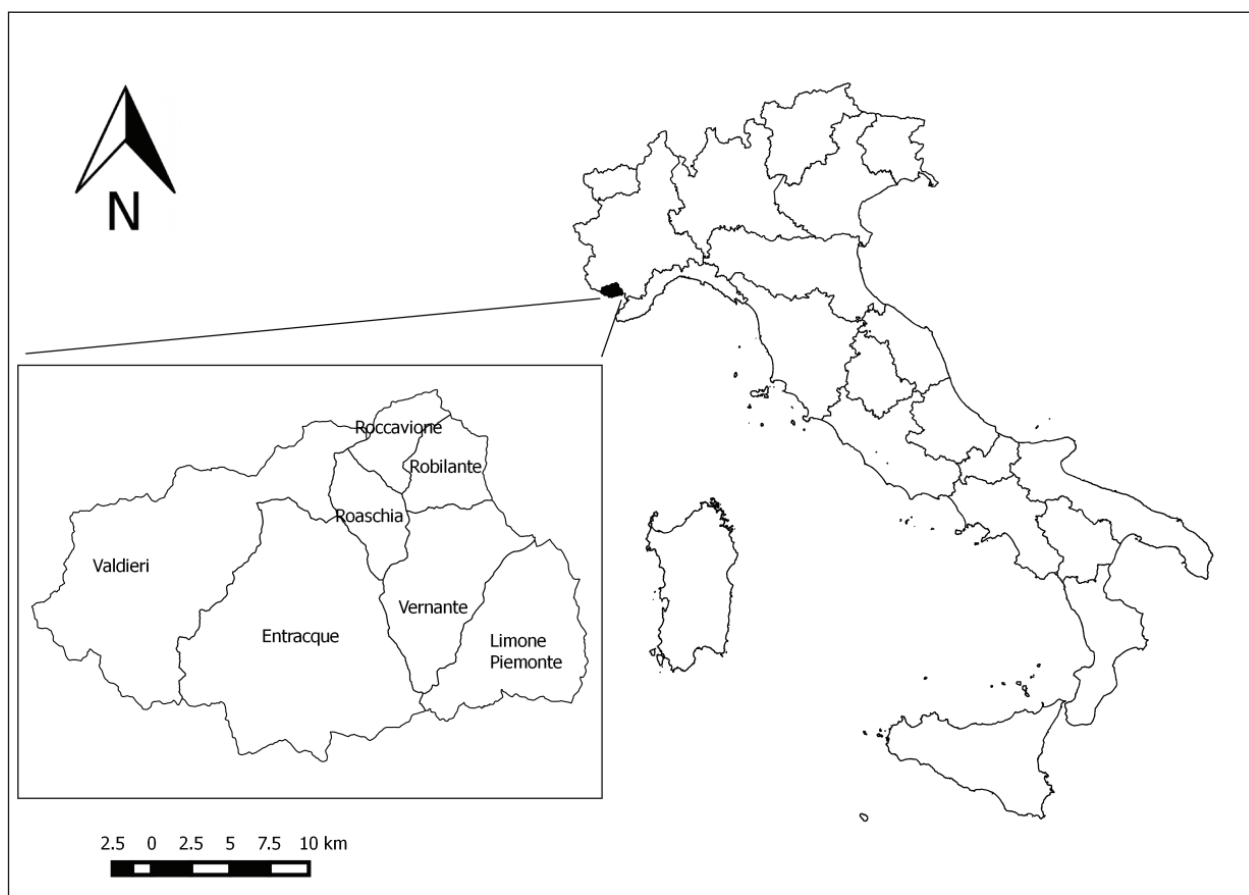 N
Roccavione
Robilante
Roaschia
Valdieri
Vernante
Entracque
Limone
Piemonte
2.5 0 2.5 5 7.5 10 km